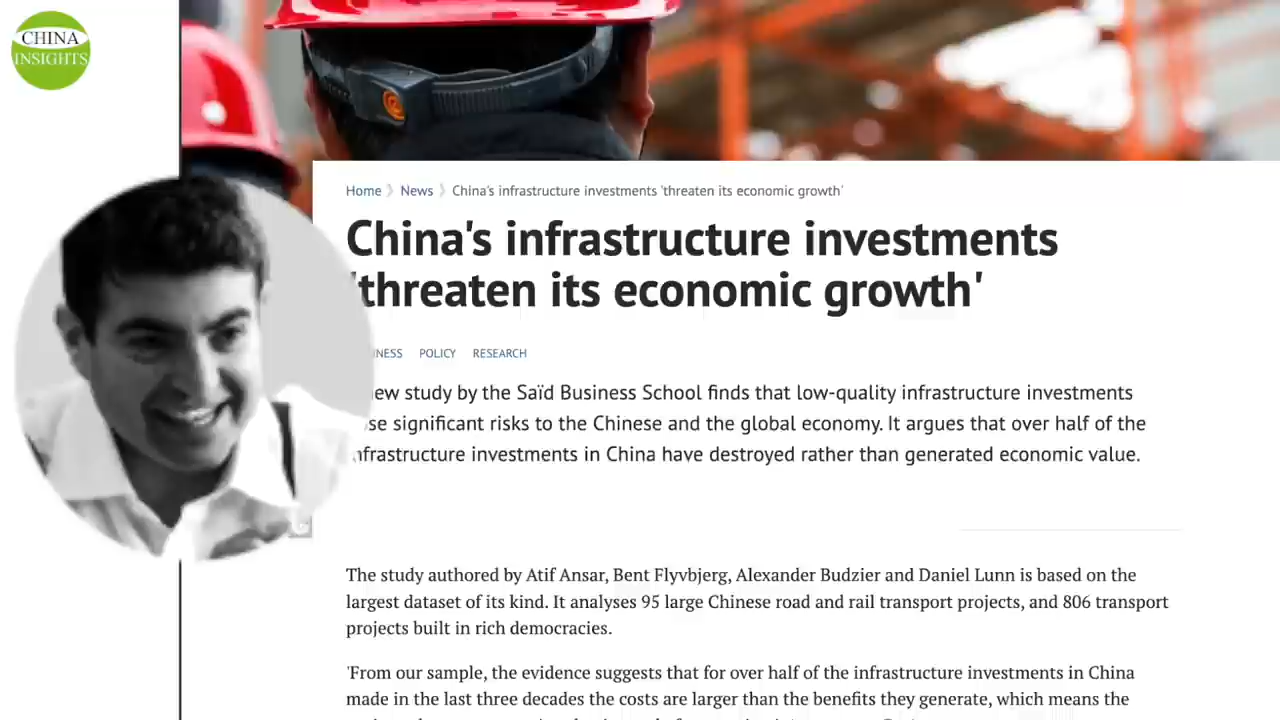 CHINA
INSIGHTS
Home > News > China's infrastructure investments 'threaten its economic growth'
China's infrastructure investments
'threaten its economic growth'
POLICY RESEARCH
study by the Saïd Business School finds that low-quality infrastructure investments
significant risks to the Chinese and the global economy. It argues that over half of the
infrastructure investments in China have destroyed rather than generated economic value.
The study authored by Atif Ansar, Bent Flyvbjerg, Alexander Budzier and Daniel Lunn is based on the
largest dataset of its kind. It analyses 95 large Chinese road and rail transport projects, and 806 transport
projects built in rich democracies.
'From our sample, the evidence suggests that for over half of the infrastructure investments in China
made in the last three decades the costs are larger than the benefits they generate, which means the